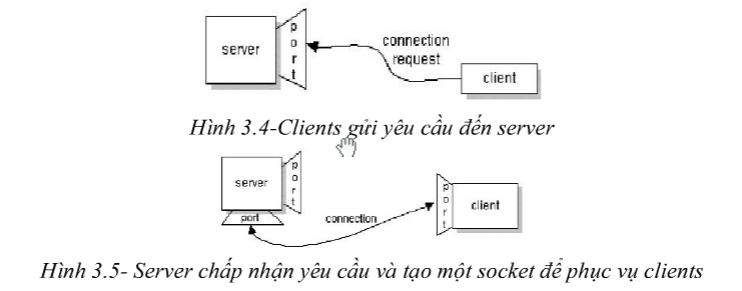 server
port
connection
request
client
Hình 3.4-Clients gửi yêu cầu đến server
server
port
port
connection
port
client
Hình 3.5- Server chấp nhận yêu cầu và tạo một socket để phục vụ clients